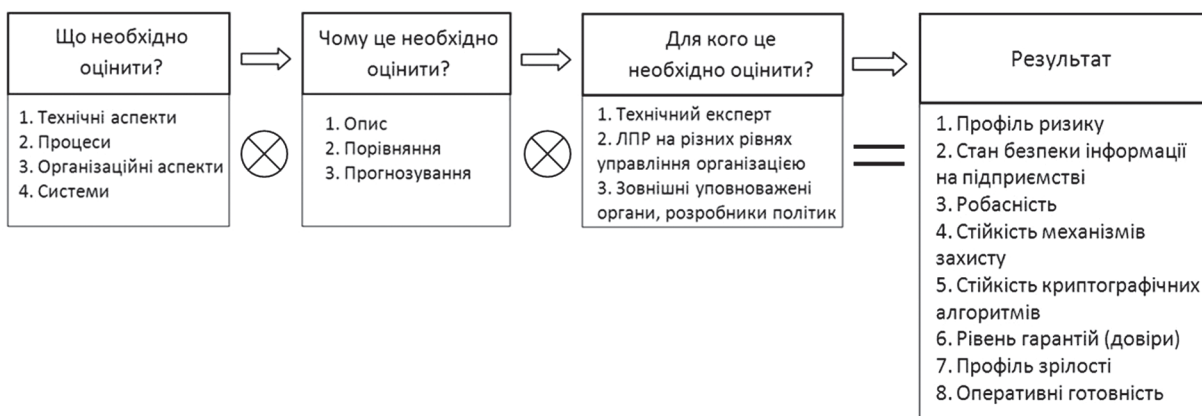 Що необхідно
оцінити?
1. Технічні аспекти
2. Процеси
3. Організаційні аспекти
4. Системи
Чому це необхідно
оцінити?
1. Опис
2. Порівняння
3. Прогнозування
Для кого це
необхідно оцінити?
1. Технічний експерт
2. ЛПР на різних рівнях
управління організацією
3. Зовнішні уповноважені
органи, розробники політик
Результат
1. Профіль ризику
2. Стан безпеки інформації
на підприємстві
3. Робасність
4. Стійкість механізмів
захисту
5. Стійкість криптографічних
алгоритмів
6. Рівень гарантій (довіри)
7. Профіль зрілості
8. Оперативні готовність